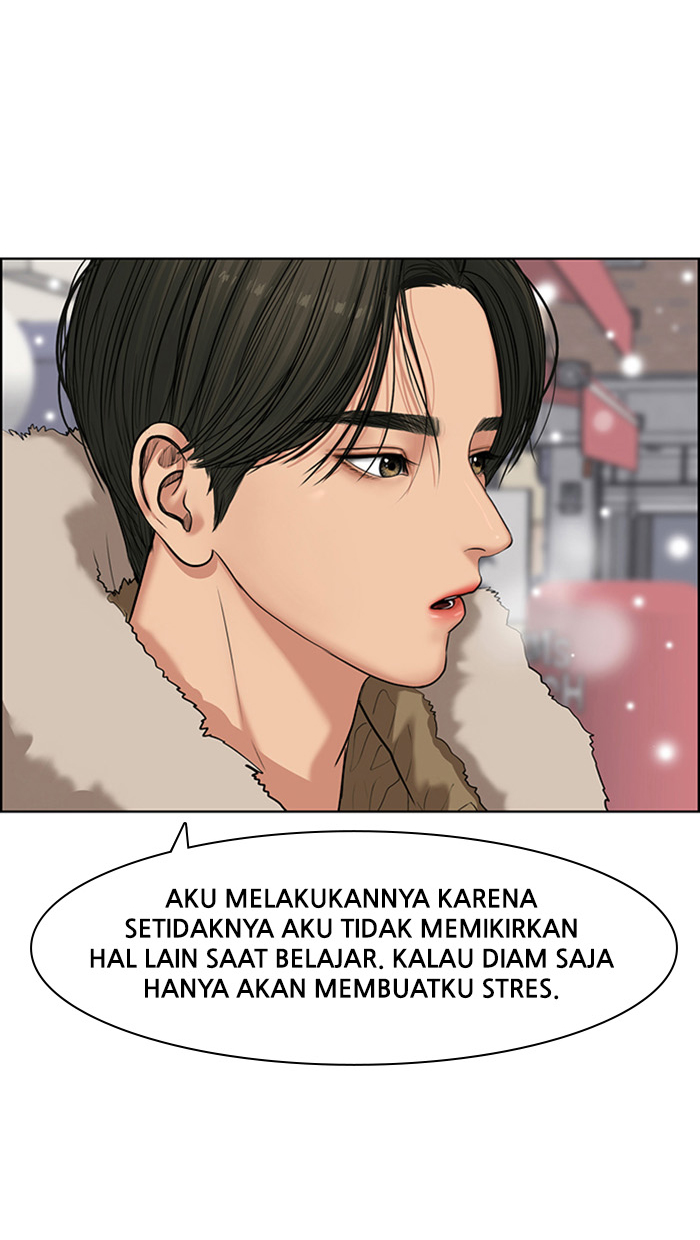 AKU MELAKUKANNYA KARENA
SETIDAKNYA AKU TIDAK MEMIKIRKAN
HAL LAIN SAAT BELAJAR. KALAU DIAM SAJA
HANYA AKAN MEMBUATKU STRES.